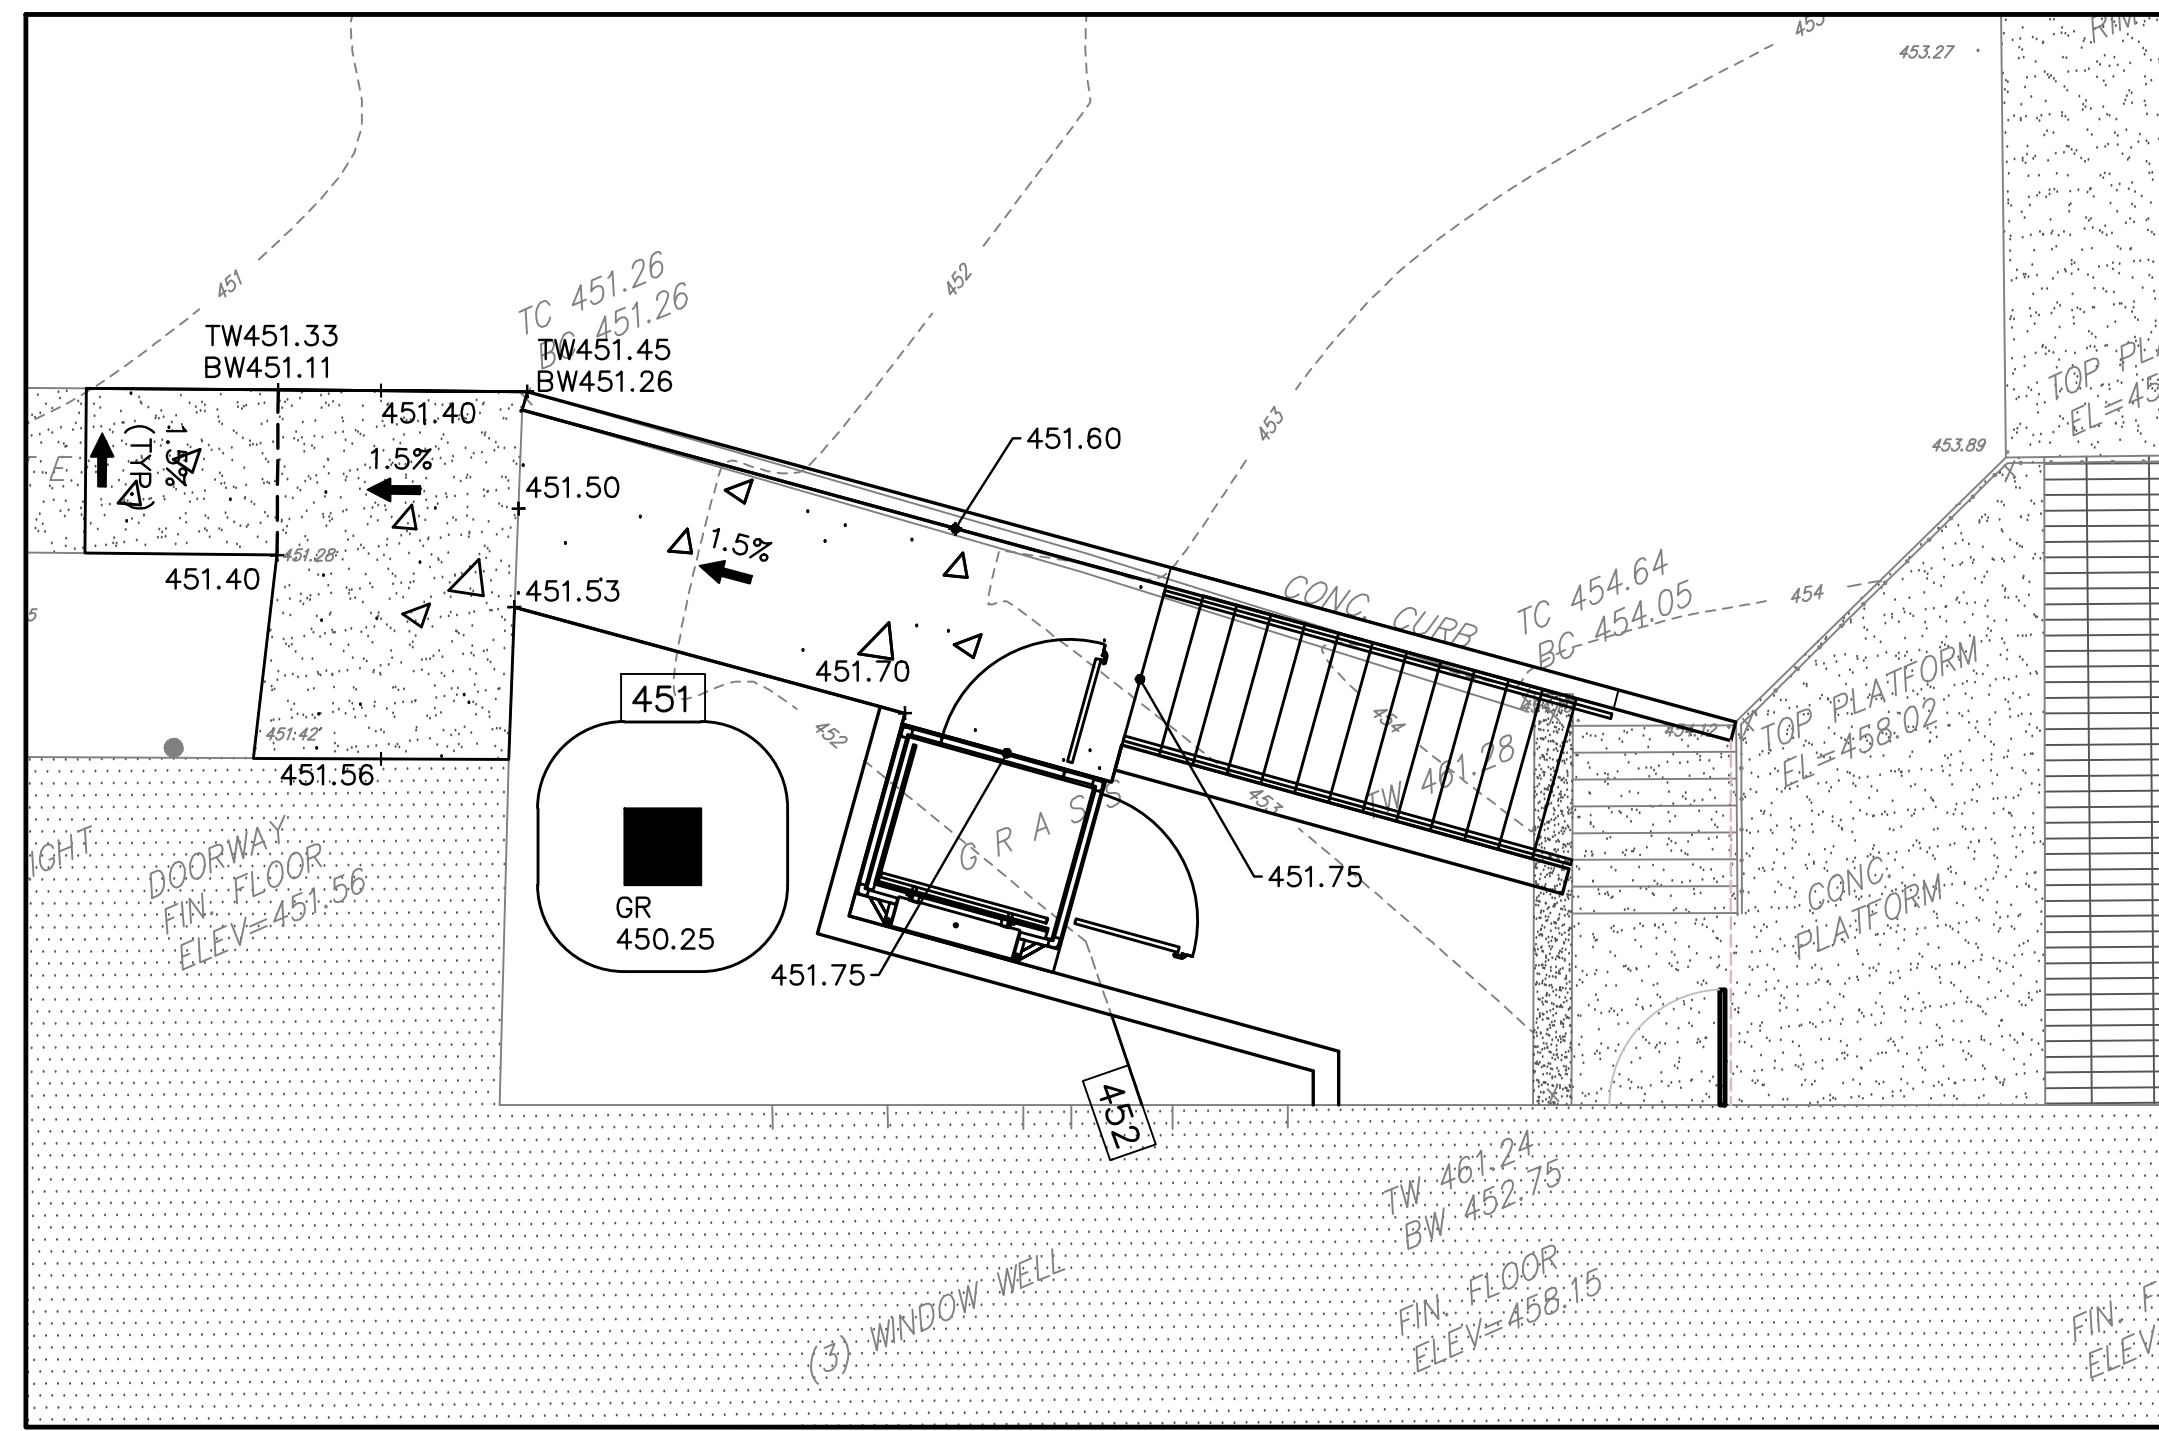 453.27
451
452
TC 451.26
BC 451.26
TW451.33
BW451.11
TW451.45
BW451.26
453
453.89
451.40
451.60
1.5%
(TYP.)
1.5%
451.50
451.28
451.40
451.53
1.5%
CONC. CURB
TC 454.64
BC 454.05
454
TOP PLATFORM
EL=458.02
451.70
451
451.42
451.56
452
454
453
TW 461.28
GRASS
451.75
DOORWAY
FIN. FLOOR
ELEV=451.56
GR
450.25
451.75
CONC.
PLATFORM
452
TW 461.24
BW 452.75
(3) WINDOW WELL
FIN. FLOOR
ELEV=458.15
FIN.